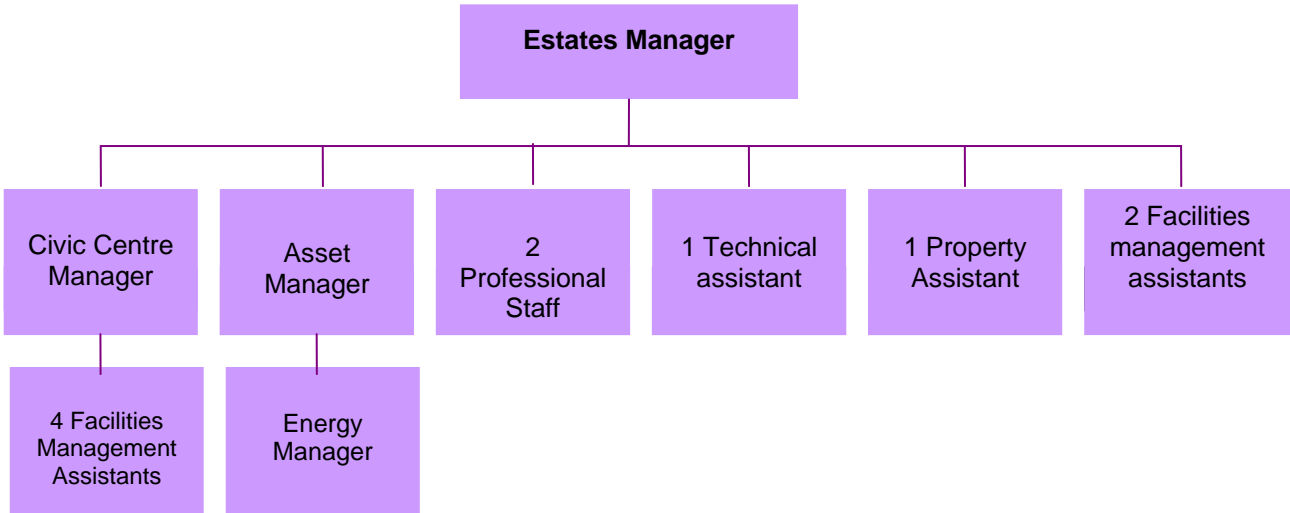 Estates Manager
Civic Centre
Manager
Asset
Manager
2
Professional
Staff
1 Technical
assistant
1 Property
Assistant
2 Facilities
management
assistants
4 Facilities
Management
Assistants
Energy
Manager